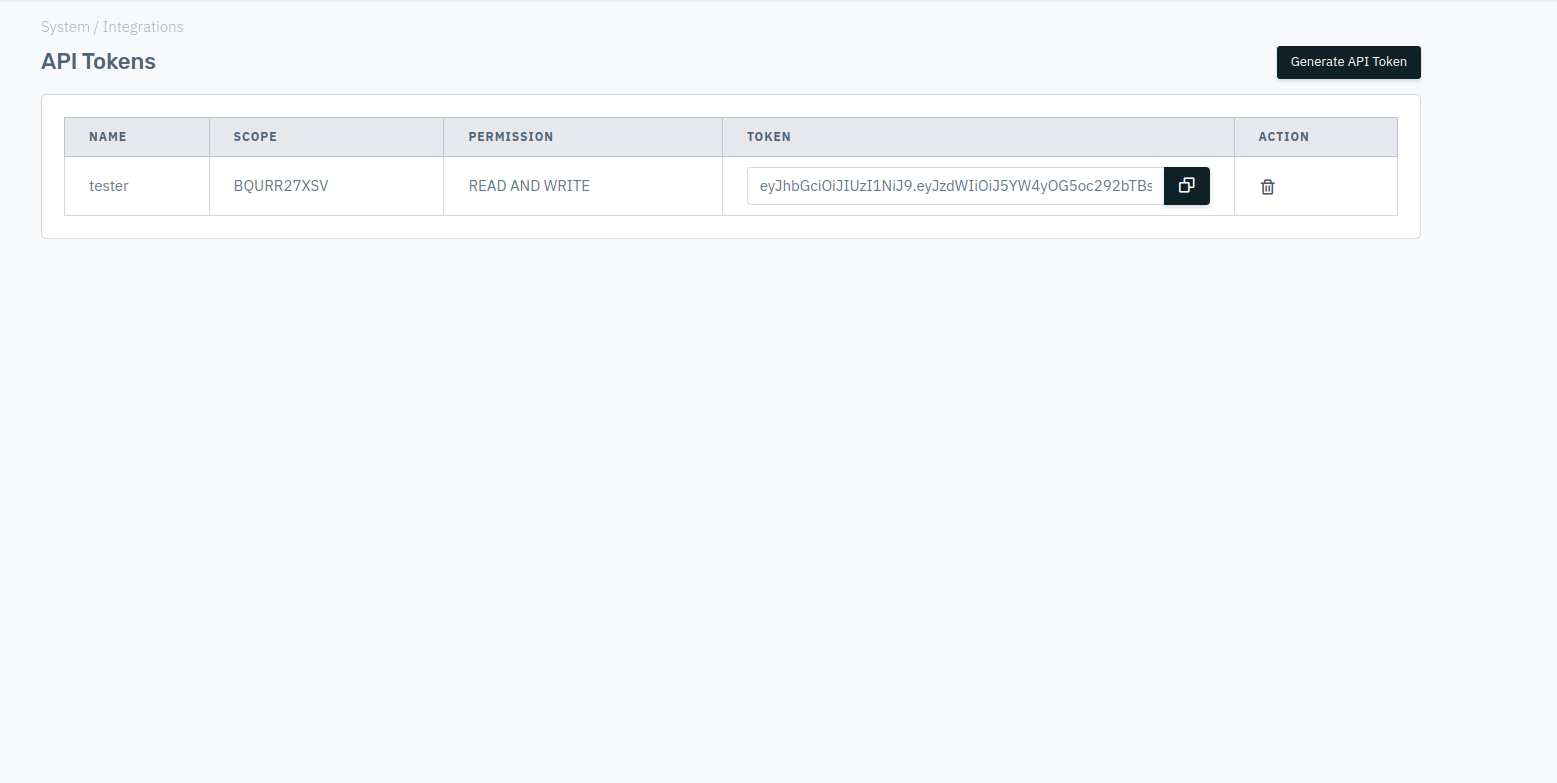 System / Integrations
API Tokens
Generate API Token
NAME SCOPE PERMISSION TOKEN ACTION
tester BQURR27XSV READ AND WRITE eyJhbGciOiJIUzI1NiJ9.eyJzdWIiOiJ5YW4yOG5oc292bTBs